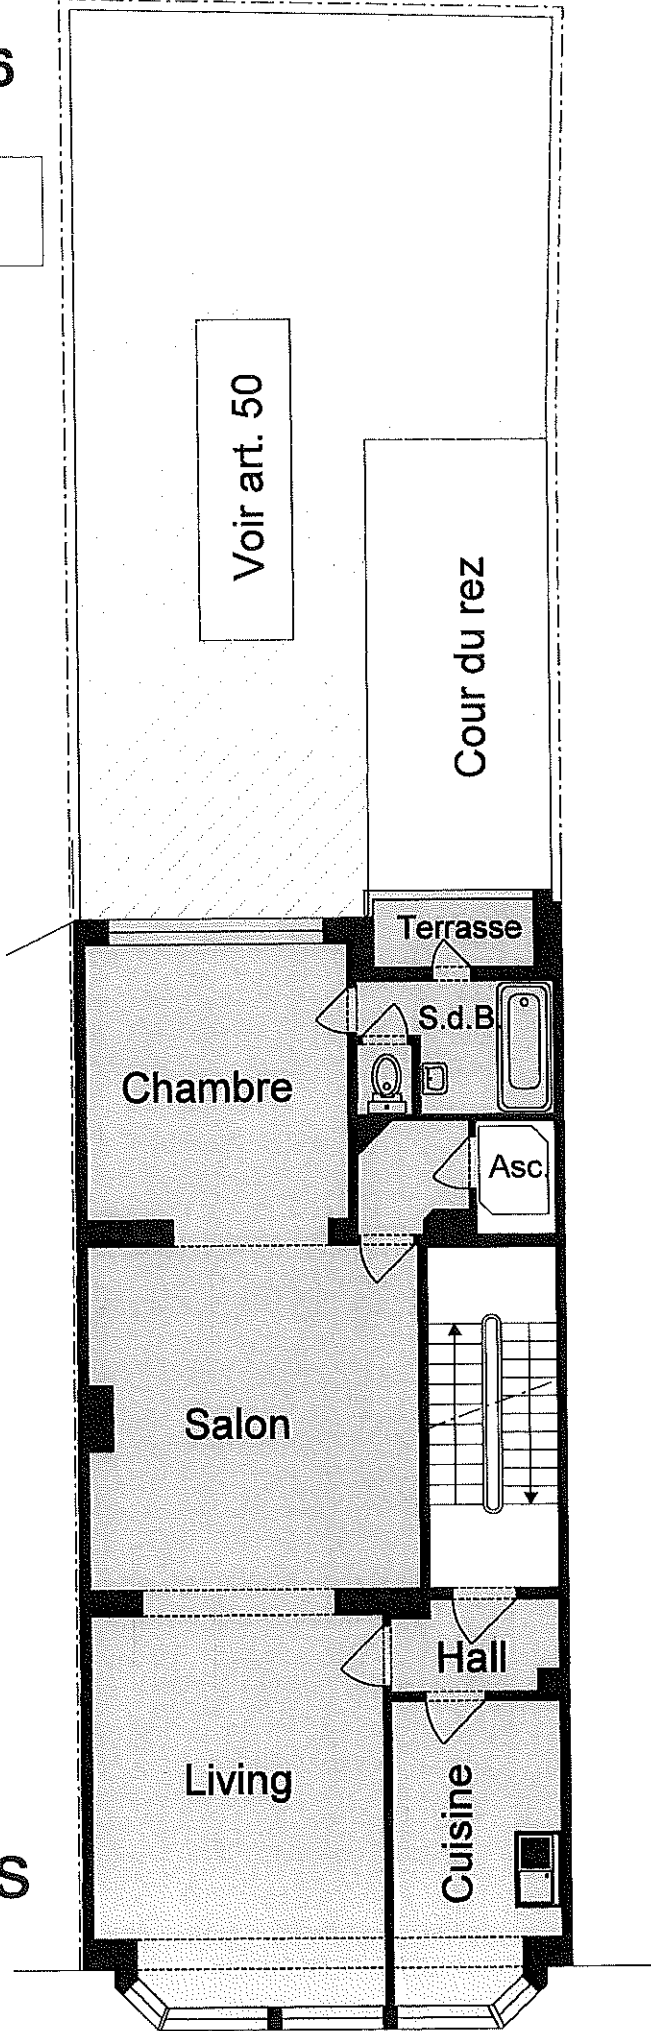 Voir art. 50
Cour du rez
Terrasse
S.d.B.
Chambre
Asc.
Salon
Hall
Living
Cuisine